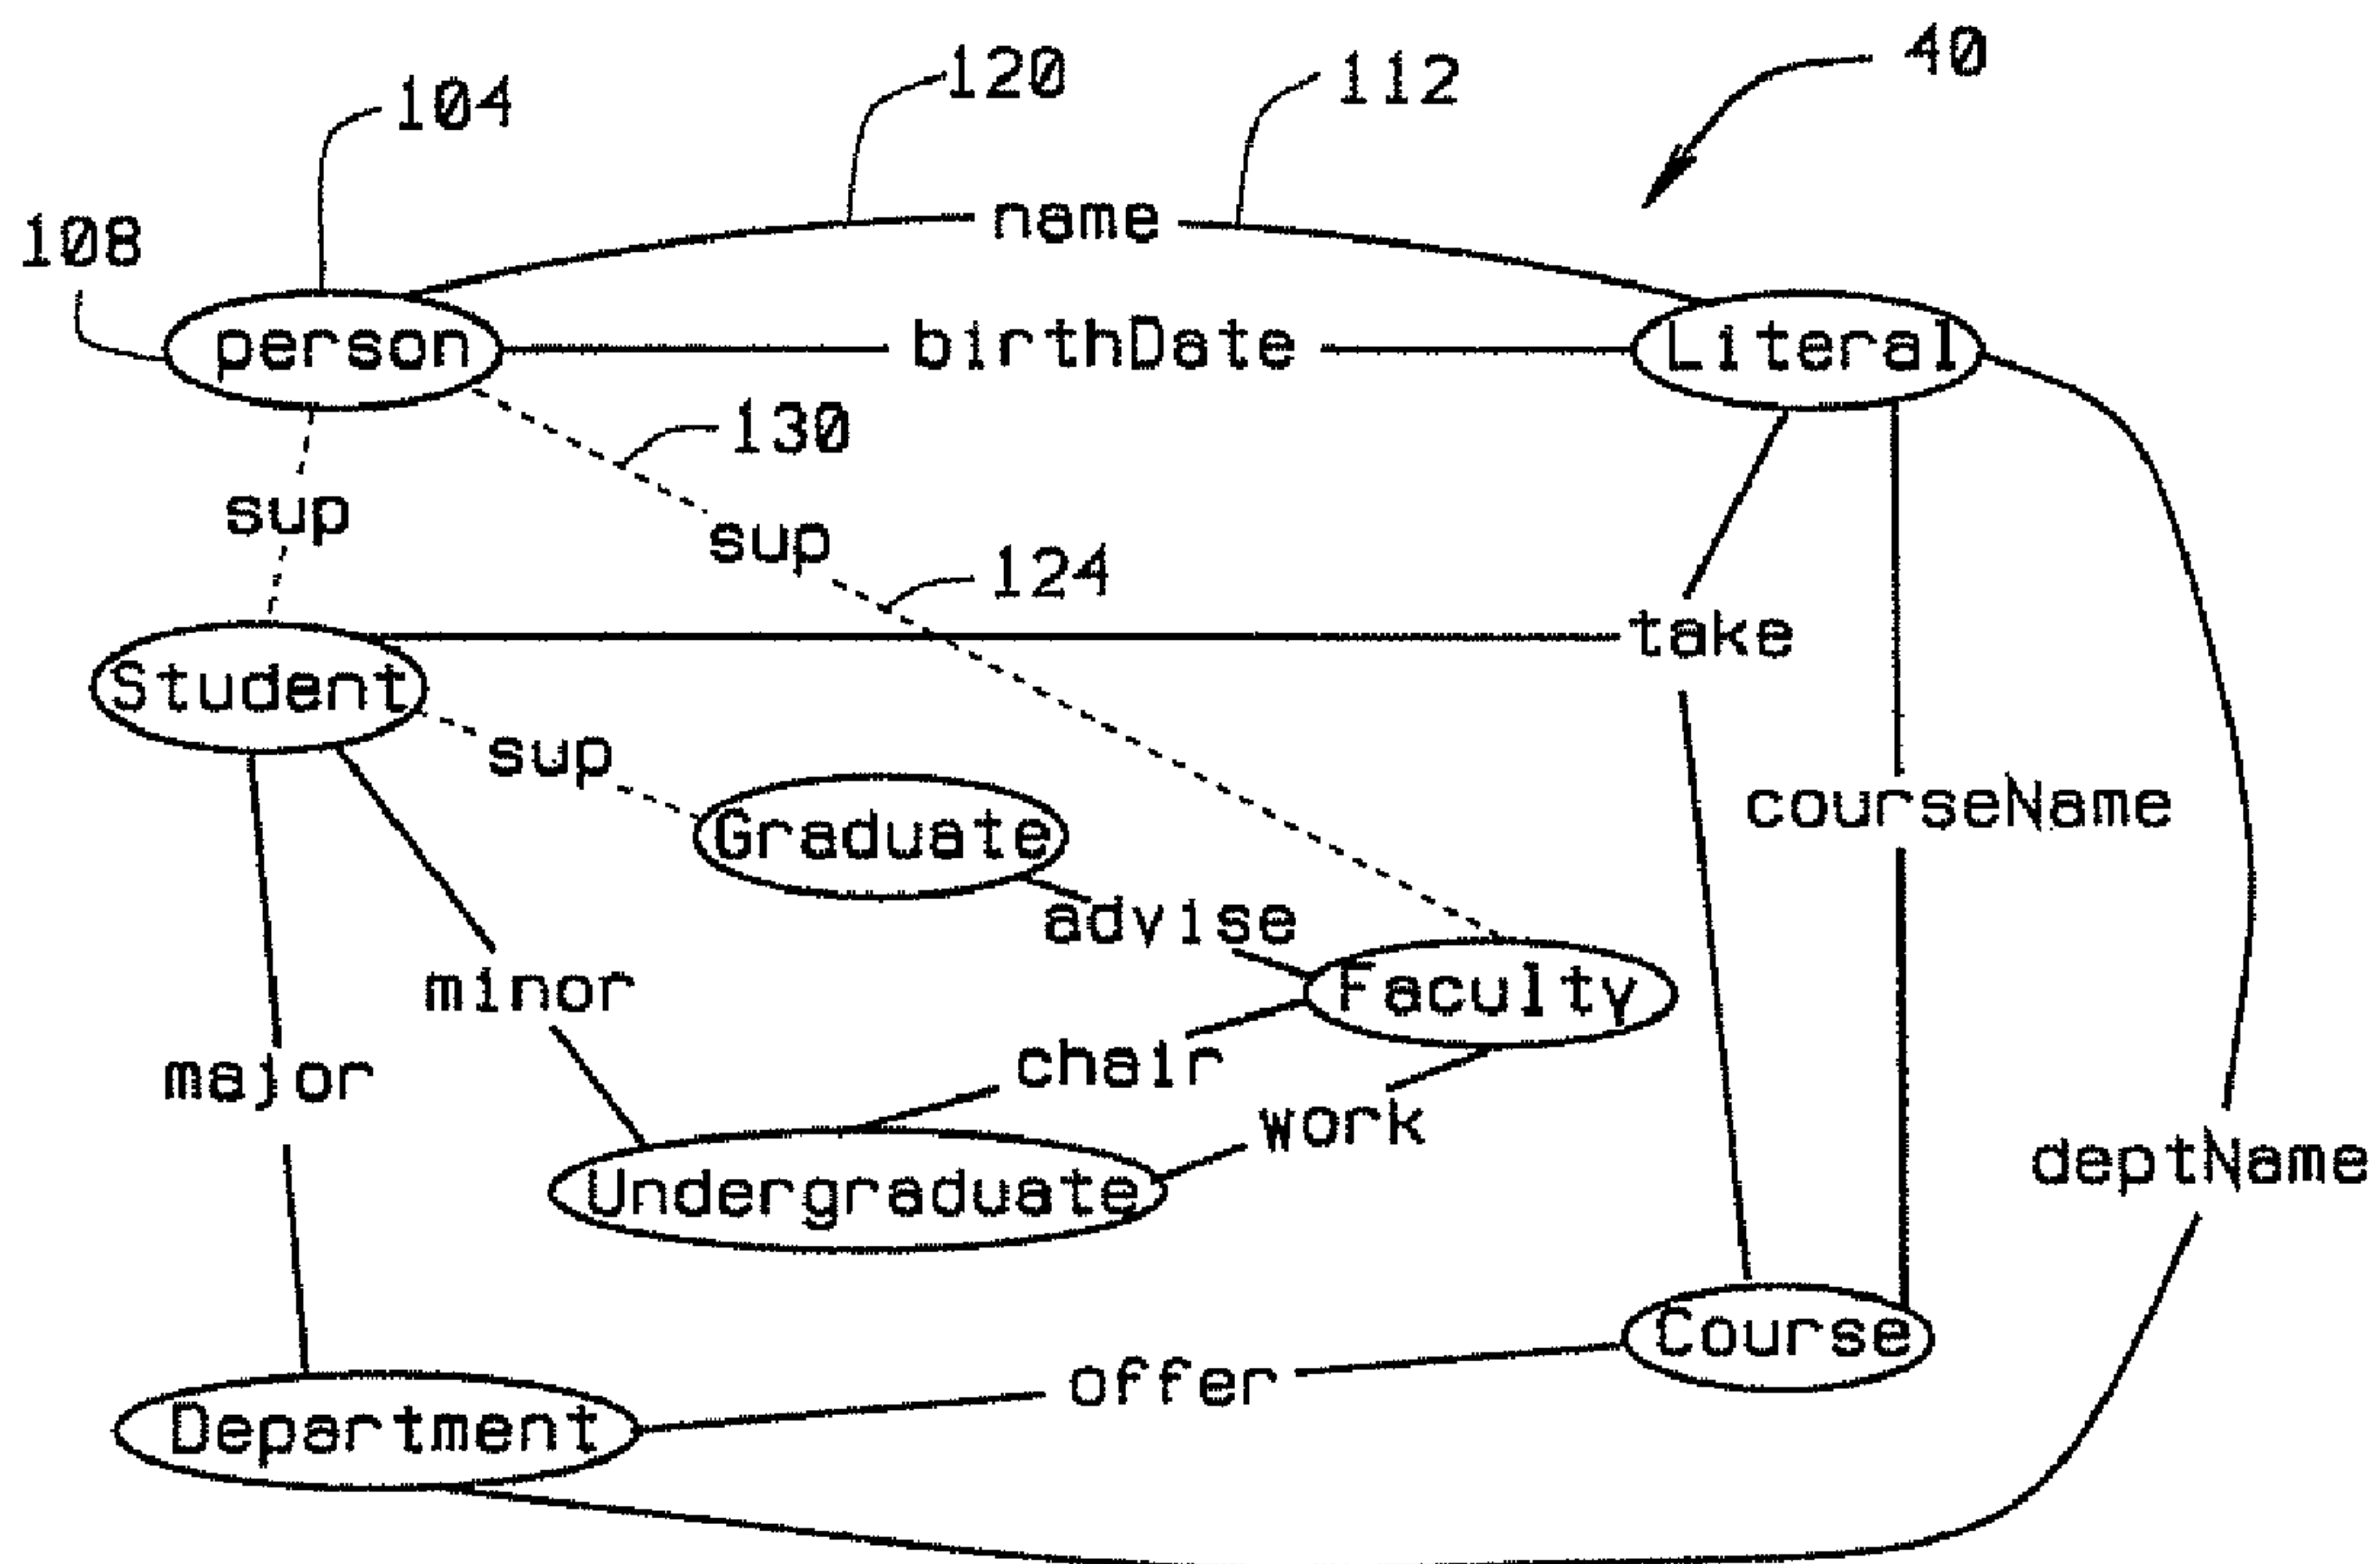 40
120
112
104
name
108
person
birthDate
Literal
130
sup
sup
124
take
Student
sup
courseName
Graduate
advise
minor
Faculty
chair
major
work
deptName
Undergraduate
Course
offer
Department